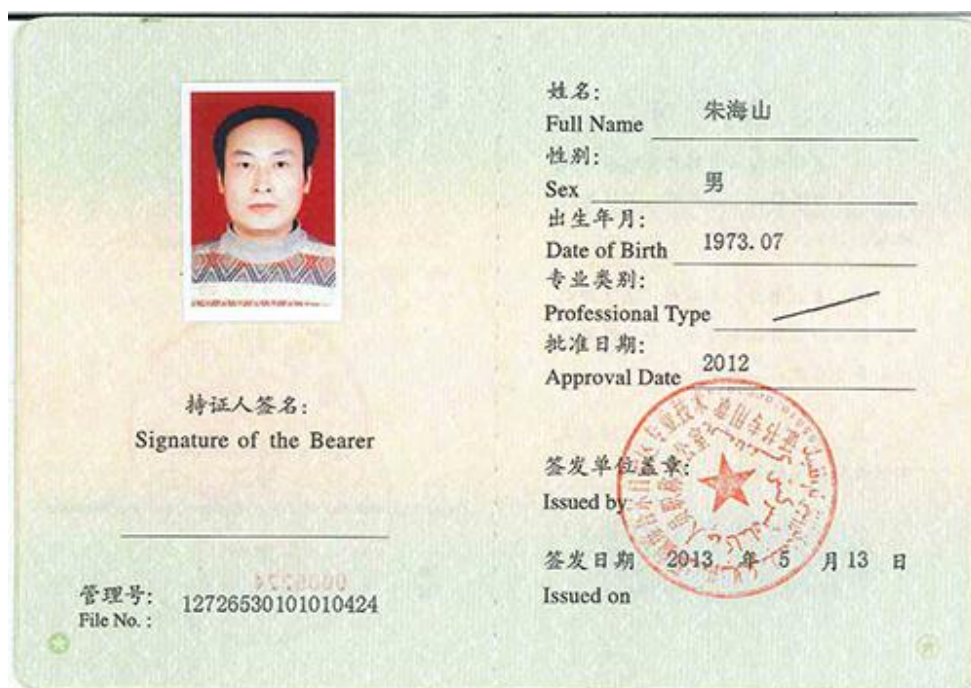 持证人签名:
Signature of the Bearer
管理号: 12726530101010424
File No. :
姓名: 朱海山
Full Name
性别: 男
Sex
出生年月:
Date of Birth 1973.07
专业类别:
Professional Type
批准日期:
Approval Date 2012
签发单位盖章:
Issued by:
签发日期 2013 年 5 月 13 日
Issued on